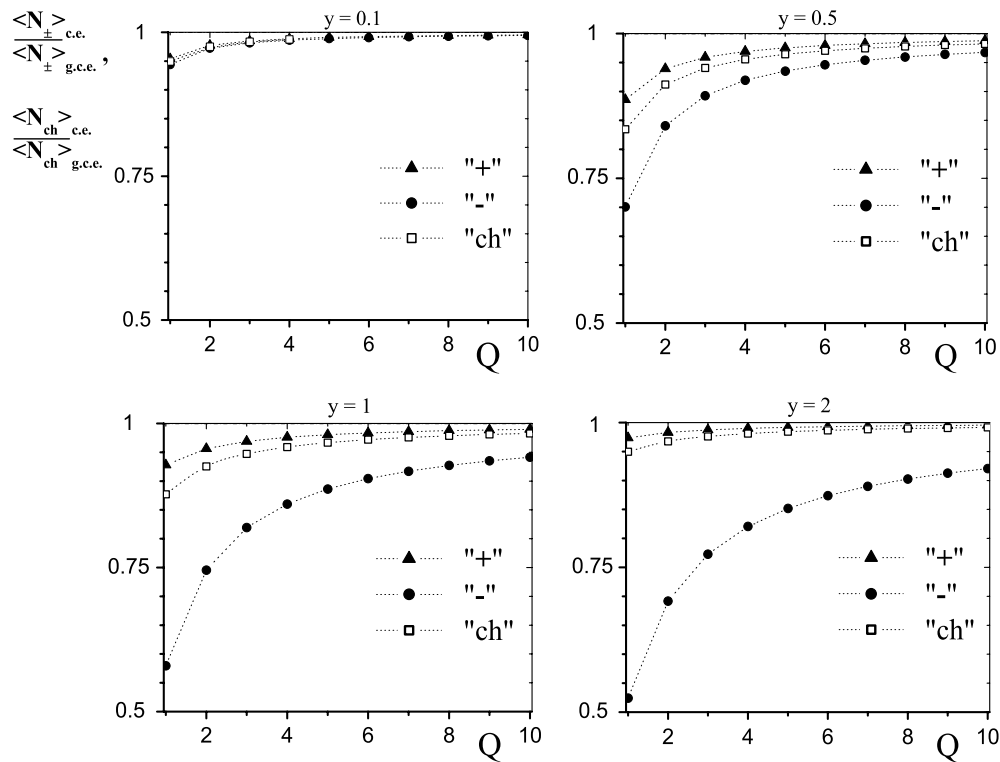 <N±>c.e.
<N±>g.c.e. ,
<Nch>c.e.
<Nch>g.c.e.
y = 0.1
1
0.75
0.5
"+"
"-"
"ch"
2 4 6 8 10
Q
y = 0.5
1
0.75
0.5
"+"
"-"
"ch"
2 4 6 8 10
Q
y = 1
1
0.75
0.5
"+"
"-"
"ch"
2 4 6 8 10
Q
y = 2
1
0.75
0.5
"+"
"-"
"ch"
2 4 6 8 10
Q